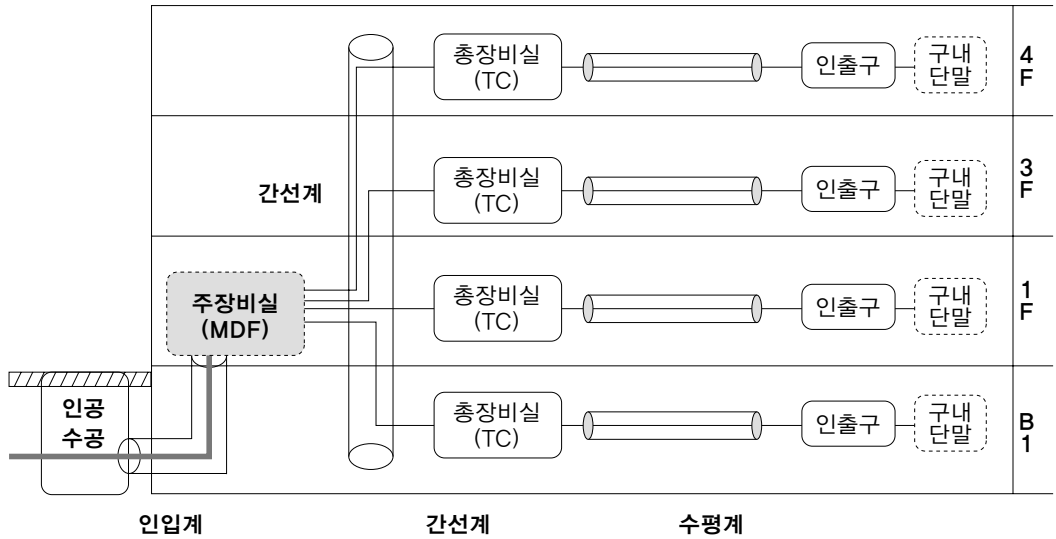 총장비실
(TC)
인출구
구내
단말
4
F
간선계
총장비실
(TC)
인출구
구내
단말
3
F
주장비실
(MDF)
총장비실
(TC)
인출구
구내
단말
1
F
인공
수공
총장비실
(TC)
인출구
구내
단말
B
1
인입계
간선계
수평계